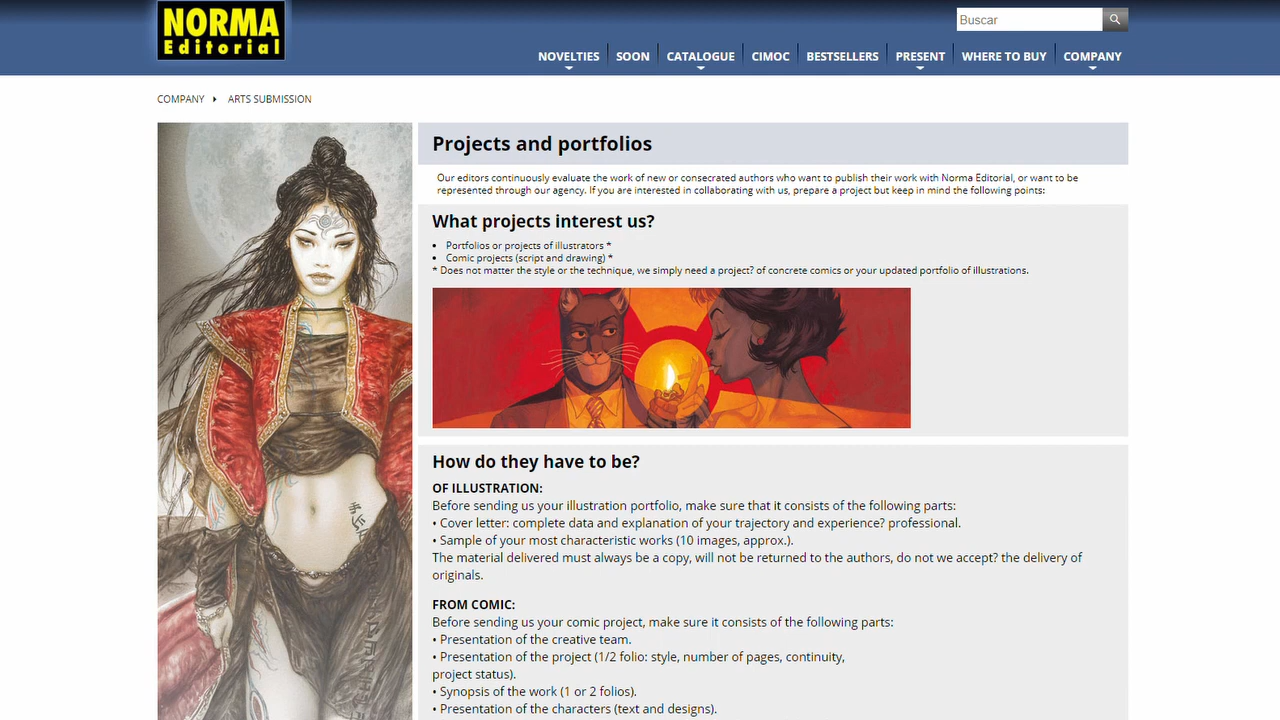 NORMA
Editorial
Buscar
NOVELTIES SOON CATALOGUE CIMOC BESTSELLERS PRESENT WHERE TO BUY COMPANY
COMPANY ARTS SUBMISSION
Projects and portfolios
Our editors continuously evaluate the work of new or consecrated authors who want to publish their work with Norma Editorial, or want to be
represented through our agency. If you are interested in collaborating with us, prepare a project but keep in mind the following points:
What projects interest us?
• Portfolios or projects of illustrators *
• Comic projects (script and drawing) *
* Does not matter the style or the technique, we simply need a project? of concrete comics or your updated portfolio of illustrations.
How do they have to be?
OF ILLUSTRATION:
Before sending us your illustration portfolio, make sure that it consists of the following parts:
• Cover letter: complete data and explanation of your trajectory and experience? professional.
• Sample of your most characteristic works (10 images, approx.).
The material delivered must always be a copy, will not be returned to the authors, do not we accept? the delivery of
originals.
FROM COMIC:
Before sending us your comic project, make sure it consists of the following parts:
• Presentation of the creative team.
• Presentation of the project (1/2 folio: style, number of pages, continuity,
project status).
• Synopsis of the work (1 or 2 folios).
• Presentation of the characters (text and designs).